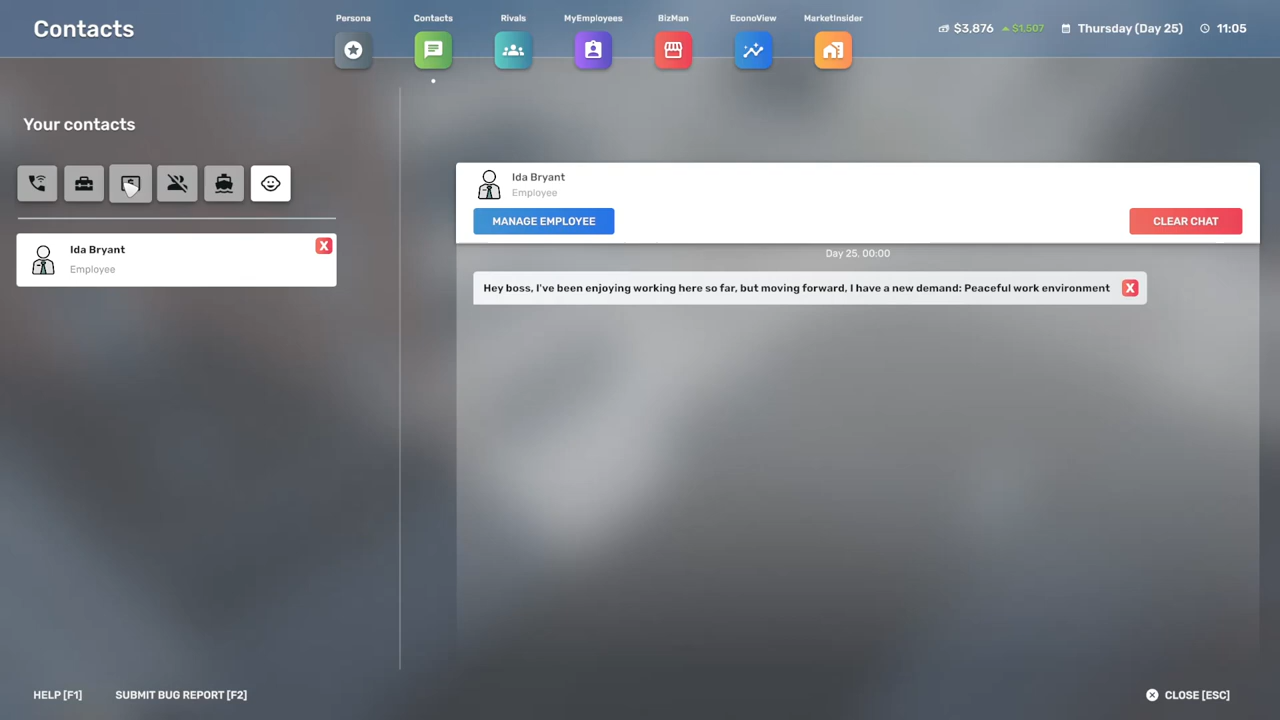 Contacts
Persona
Contacts
Rivals
MyEmployees
BizMan
EconoView
MarketInsider
$3,876 $1,507
Thursday (Day 25)
11:05
Your contacts
Ida Bryant
Employee
X
Ida Bryant
Employee
MANAGE EMPLOYEE
CLEAR CHAT
Day 25, 00:00
Hey boss, I've been enjoying working here so far, but moving forward, I have a new demand: Peaceful work environment
X
HELP [F1]
SUBMIT BUG REPORT [F2]
CLOSE [ESC]